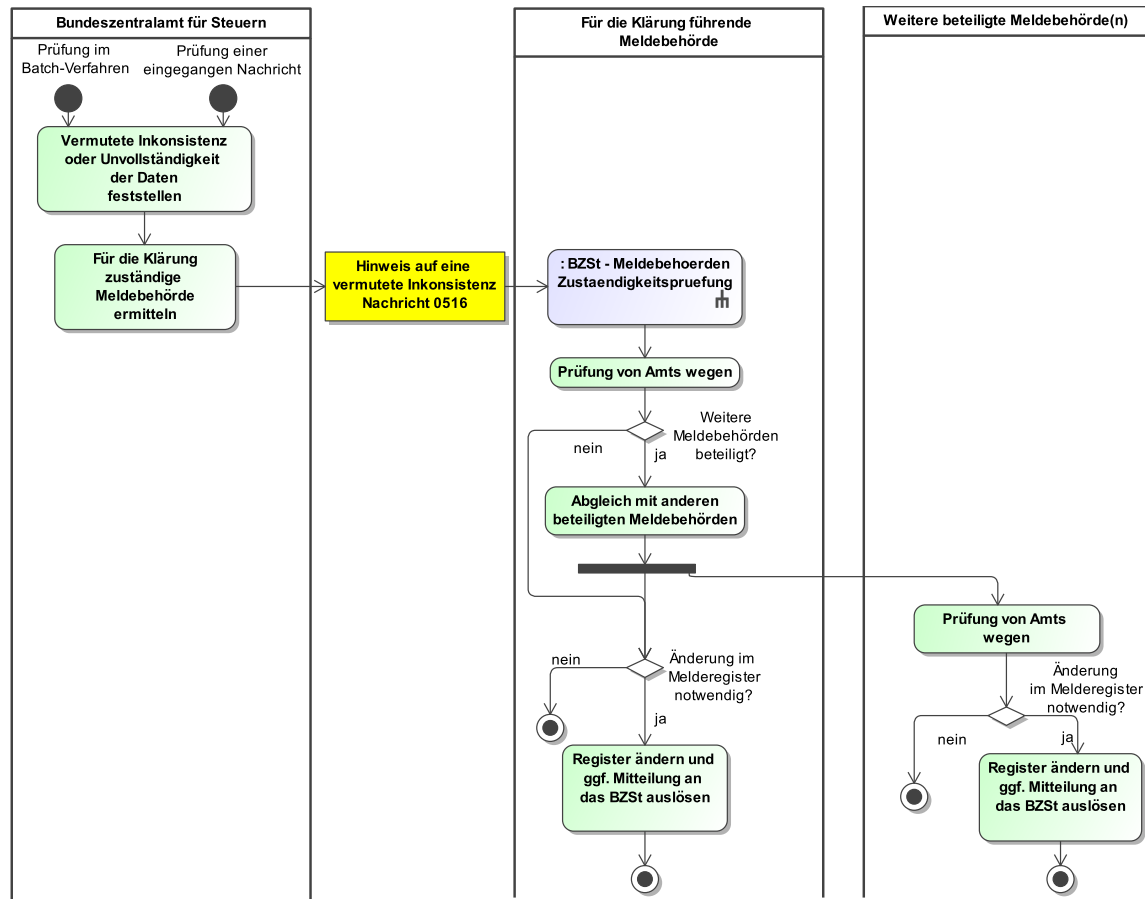 Bundeszentralamt für Steuern
Prüfung im
Batch-Verfahren
Prüfung einer
eingegangen Nachricht
Vermutete Inkonsistenz
oder Unvollständigkeit
der Daten
feststellen
Für die Klärung
zuständige
Meldebehörde
ermitteln
Hinweis auf eine
vermutete Inkonsistenz
Nachricht 0516
Für die Klärung führende
Meldebehörde
: BZSt - Meldebehoerden
Zustaendigkeitspruefung
Prüfung von Amts wegen
Weitere
Meldebehörden
beteiligt?
nein
ja
Abgleich mit anderen
beteiligten Meldebehörden
Änderung im
Melderegister
notwendig?
nein
ja
Register ändern und
ggf. Mitteilung an
das BZSt auslösen
Weitere beteiligte Meldebehörde(n)
Prüfung von Amts
wegen
Änderung
im Melderegister
notwendig?
nein
ja
Register ändern und
ggf. Mitteilung an
das BZSt auslösen